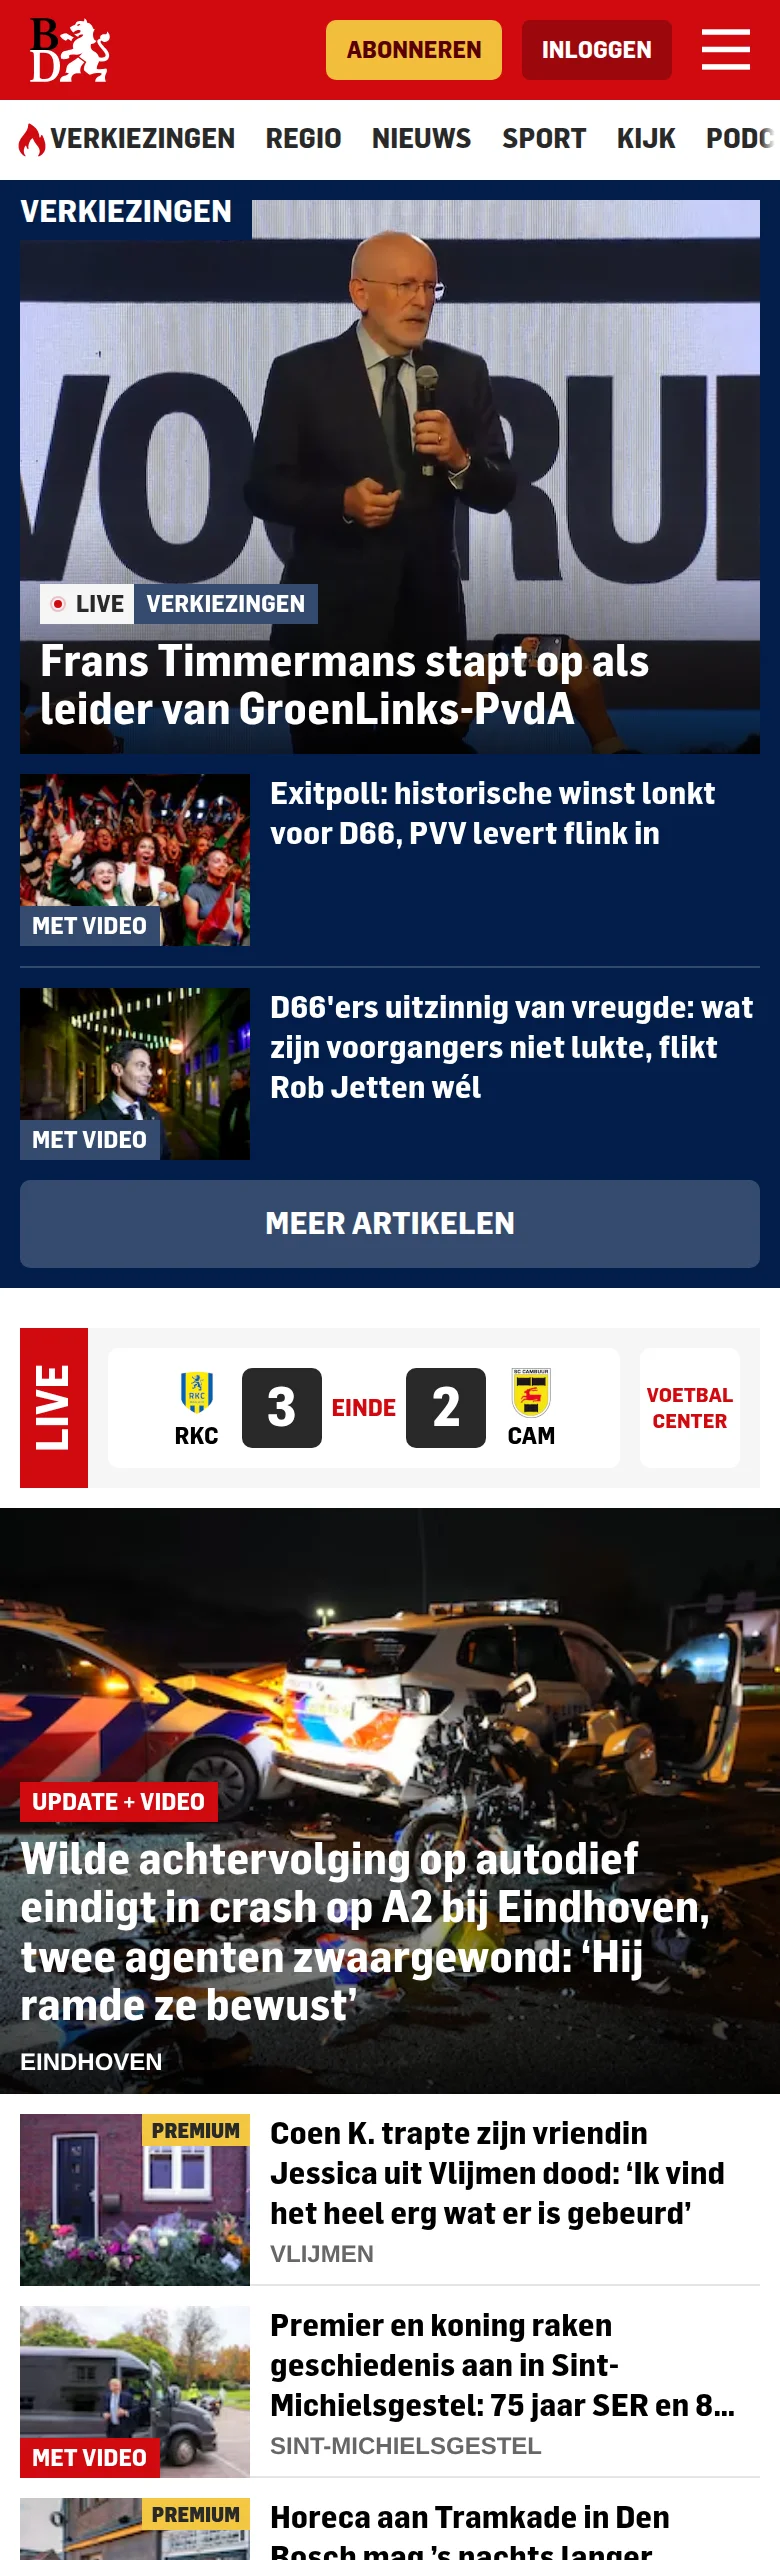 BD
ABONNEREN
INLOGGEN
VERKIEZINGEN REGIO NIEUWS SPORT KIJK PODC
VERKIEZINGEN
LIVE VERKIEZINGEN
Frans Timmermans stapt op als
leider van GroenLinks-PvdA
Exitpoll: historische winst lonkt
voor D66, PVV levert flink in
MET VIDEO
D66'ers uitzinnig van vreugde: wat
zijn voorgangers niet lukte, flikt
Rob Jetten wél
MET VIDEO
MEER ARTIKELEN
LIVE
RKC
3
EINDE
2
SC CAMBUUR
CAM
RKC
VOETBAL
CENTER
UPDATE + VIDEO
Wilde achtervolging op autodief
eindigt in crash op A2 bij Eindhoven,
twee agenten zwaargewond: ‘Hij
ramde ze bewust’
EINDHOVEN
PREMIUM
Coen K. trapte zijn vriendin
Jessica uit Vlijmen dood: ‘Ik vind
het heel erg wat er is gebeurd’
VLIJMEN
Premier en koning raken
geschiedenis aan in Sint-
Michielsgestel: 75 jaar SER en 8...
MET VIDEO
SINT-MICHIELSGESTEL
PREMIUM
Horeca aan Tramkade in Den
Bosch mag ’s nachts langer